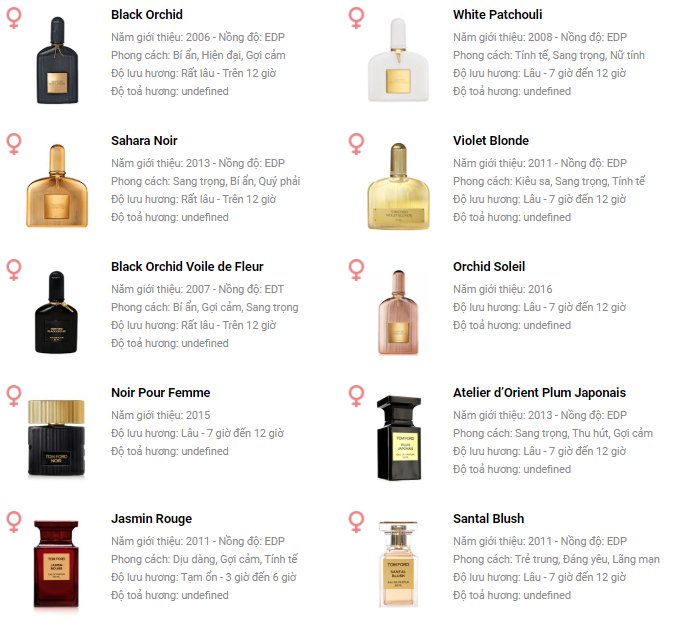 Black Orchid
Năm giới thiệu: 2006 - Nồng độ: EDP
Phong cách: Bí ẩn, Hiện đại, Gợi cảm
Độ lưu hương: Rất lâu - Trên 12 giờ
Độ toả hương: undefined
White Patchouli
Năm giới thiệu: 2008 - Nồng độ: EDP
Phong cách: Tinh tế, Sang trọng, Nữ tính
Độ lưu hương: Lâu - 7 giờ đến 12 giờ
Độ toả hương: undefined
Sahara Noir
Năm giới thiệu: 2013 - Nồng độ: EDP
Phong cách: Sang trọng, Bí ẩn, Quý phái
Độ lưu hương: Rất lâu - Trên 12 giờ
Độ toả hương: undefined
Violet Blonde
Năm giới thiệu: 2011 - Nồng độ: EDP
Phong cách: Kiêu sa, Sang trọng, Tinh tế
Độ lưu hương: Lâu - 7 giờ đến 12 giờ
Độ toả hương: undefined
Black Orchid Voile de Fleur
Năm giới thiệu: 2007 - Nồng độ: EDT
Phong cách: Bí ẩn, Gợi cảm, Sang trọng
Độ lưu hương: Rất lâu - Trên 12 giờ
Độ toả hương: undefined
Orchid Soleil
Năm giới thiệu: 2016
Độ lưu hương: Lâu - 7 giờ đến 12 giờ
Độ toả hương: undefined
Noir Pour Femme
Năm giới thiệu: 2015
Độ lưu hương: Lâu - 7 giờ đến 12 giờ
Độ toả hương: undefined
TOM FORD
NOIR
Atelier d'Orient Plum Japonais
Năm giới thiệu: 2013 - Nồng độ: EDP
Phong cách: Sang trọng, Thu hút, Gợi cảm
Độ lưu hương: Lâu - 7 giờ đến 12 giờ
Độ toả hương: undefined
TOM FORD
PLUM
JAPONAIS
Jasmin Rouge
Năm giới thiệu: 2011 - Nồng độ: EDP
Phong cách: Dịu dàng, Gợi cảm, Tinh tế
Độ lưu hương: Tạm ổn - 3 giờ đến 6 giờ
Độ toả hương: undefined
TOM FORD
JASMIN
ROUGE
Santal Blush
Năm giới thiệu: 2011 - Nồng độ: EDP
Phong cách: Trẻ trung, Đáng yêu, Lãng mạn
Độ lưu hương: Lâu - 7 giờ đến 12 giờ
Độ toả hương: undefined
TOM FORD
SANTAL
BLUSH